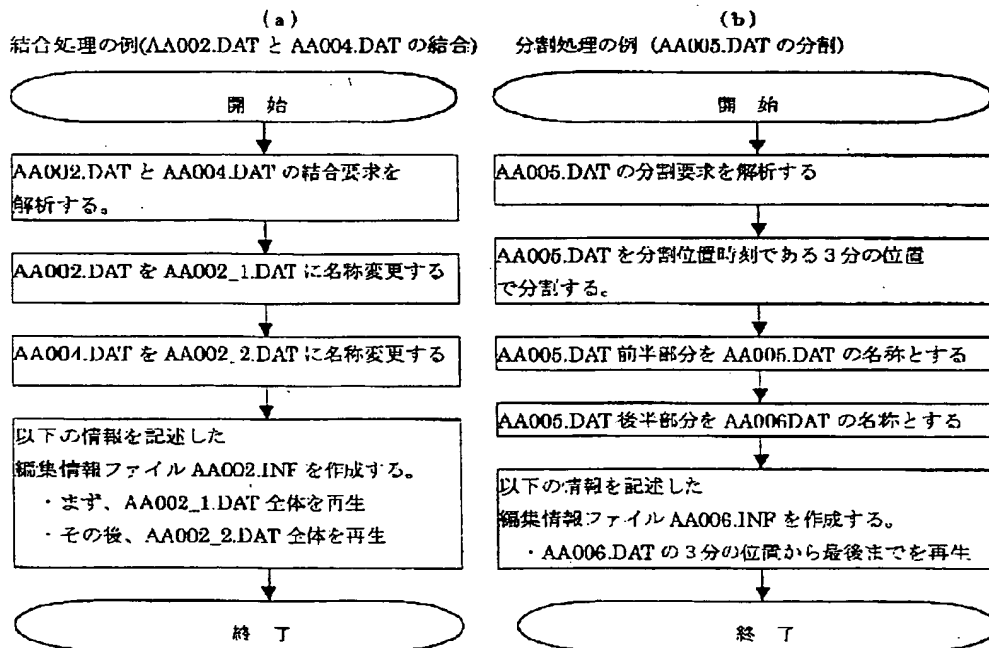 (a)
結合処理の例(AA002.DAT と AA004.DAT の結合)
開 始
AA002.DAT と AA004.DAT の結合要求を
解析する。
AA002.DAT を AA002_1.DAT に名称変更する
AA004.DAT を AA002_2.DAT に名称変更する
以下の情報を記述した
編集情報ファイル AA002.INF を作成する。
・まず、AA002_1.DAT 全体を再生
・その後、AA002_2.DAT 全体を再生
終 了
(b)
分割処理の例 (AA005.DAT の分割)
開 始
AA005.DAT の分割要求を解析する
AA005.DAT を分割位置時刻である3分の位置
で分割する。
AA005.DAT 前半部分を AA005.DAT の名称とする
AA005.DAT 後半部分を AA006DAT の名称とする
以下の情報を記述した
編集情報ファイル AA006.INF を作成する。
・AA006.DAT の3分の位置から最後までを再生
終 了